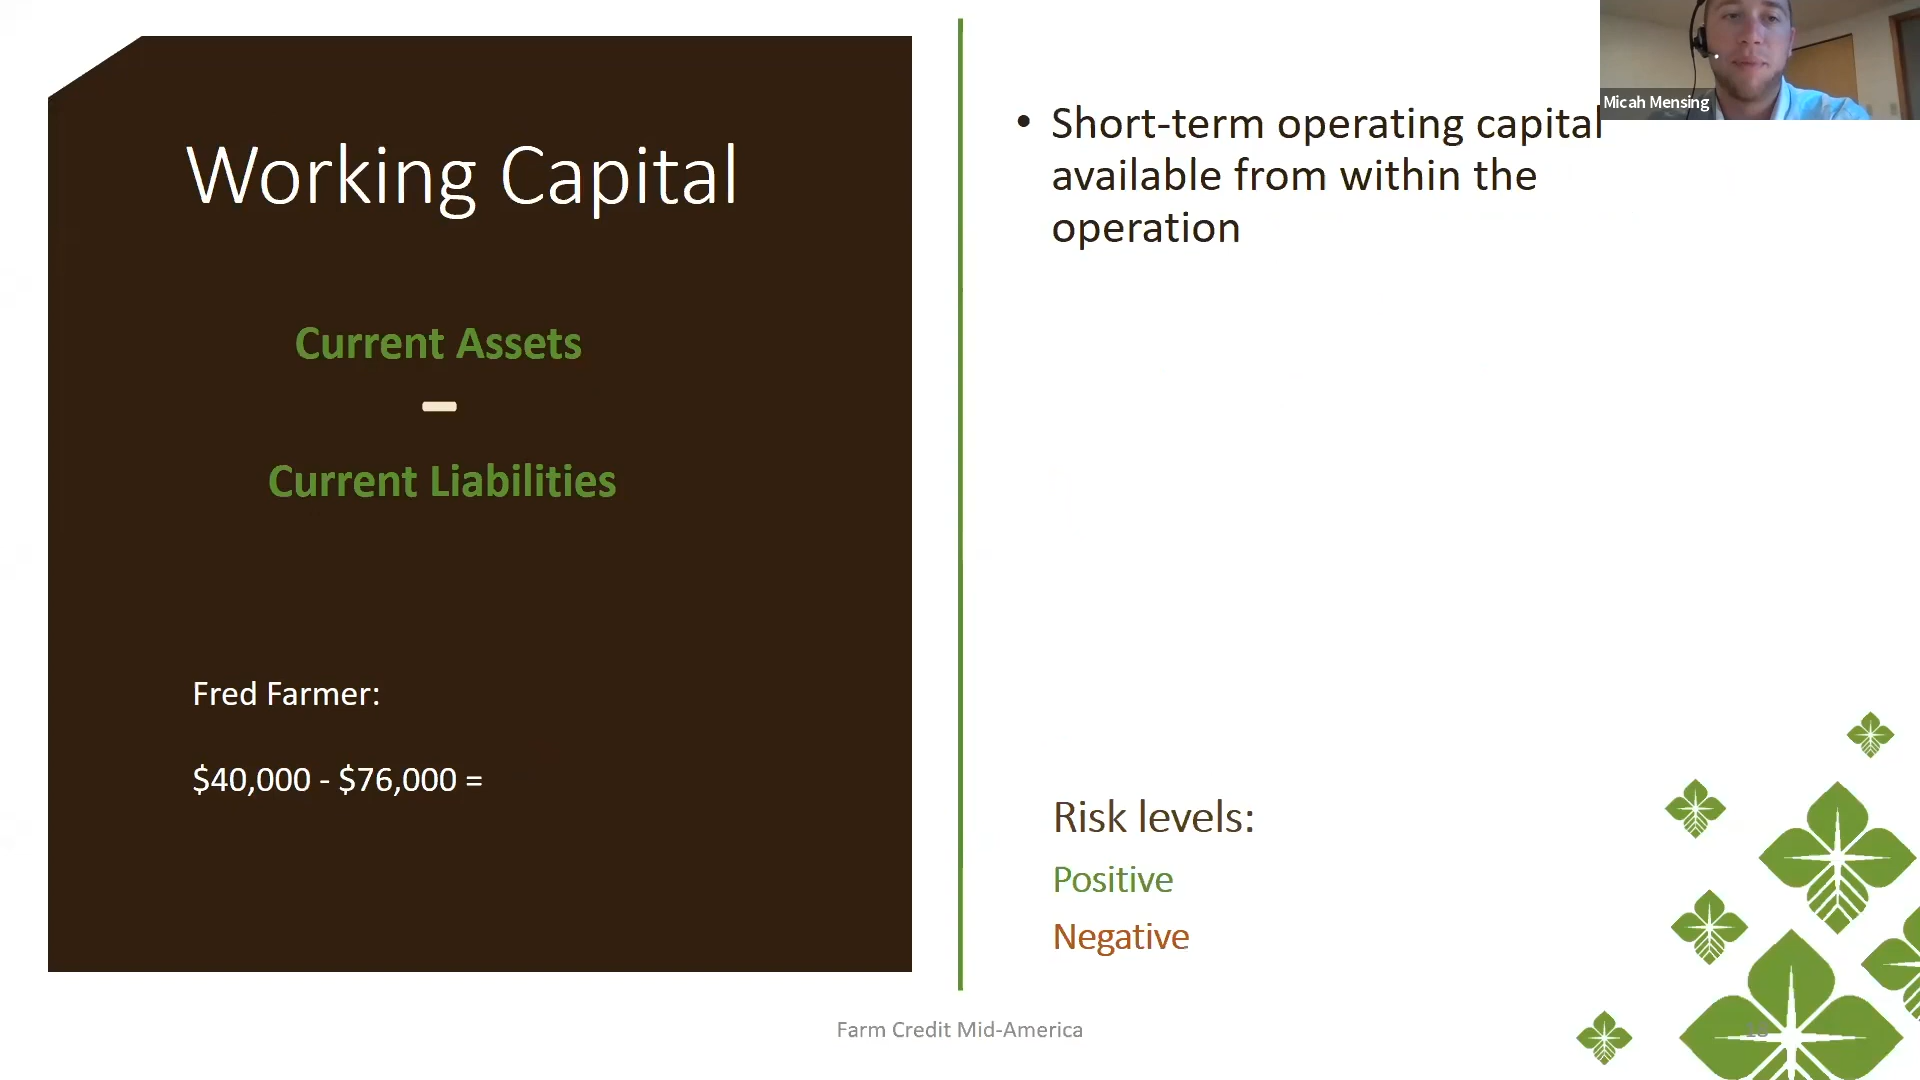 Working Capital
Current Assets
–
Current Liabilities
Fred Farmer:
$40,000 - $76,000 =
• Short-term operating capital
available from within the
operation
Risk levels:
Positive
Negative
Micah Mensing
Farm Credit Mid-America